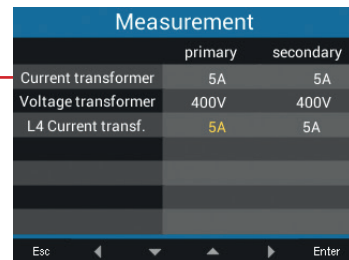 Measurement
primary secondary
Current transformer 5A 5A
Voltage transformer 400V 400V
L4 Current transf. 5A 5A
Esc Enter